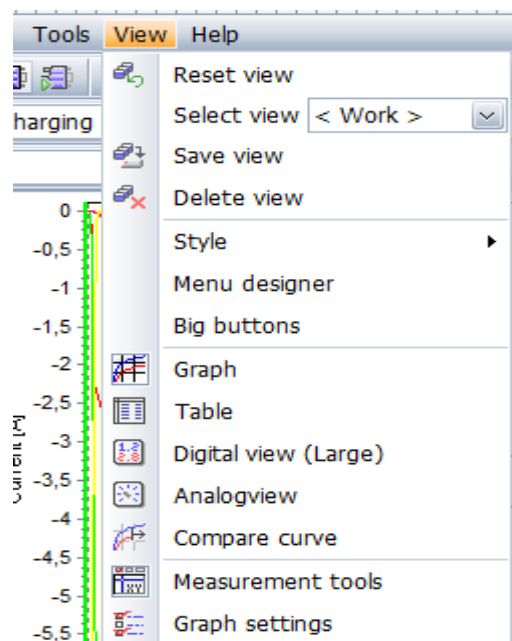 Tools View Help
Reset view
harging Select view < Work >
Save view
Delete view
0
Style
-0,5
-1 Menu designer
-1,5 Big buttons
-2 Graph
-2,5 Table
-3 Digital view (Large)
-3,5 Analogview
-4 Compare curve
-4,5
-5 Measurement tools
-5,5 Graph settings
Current [A]